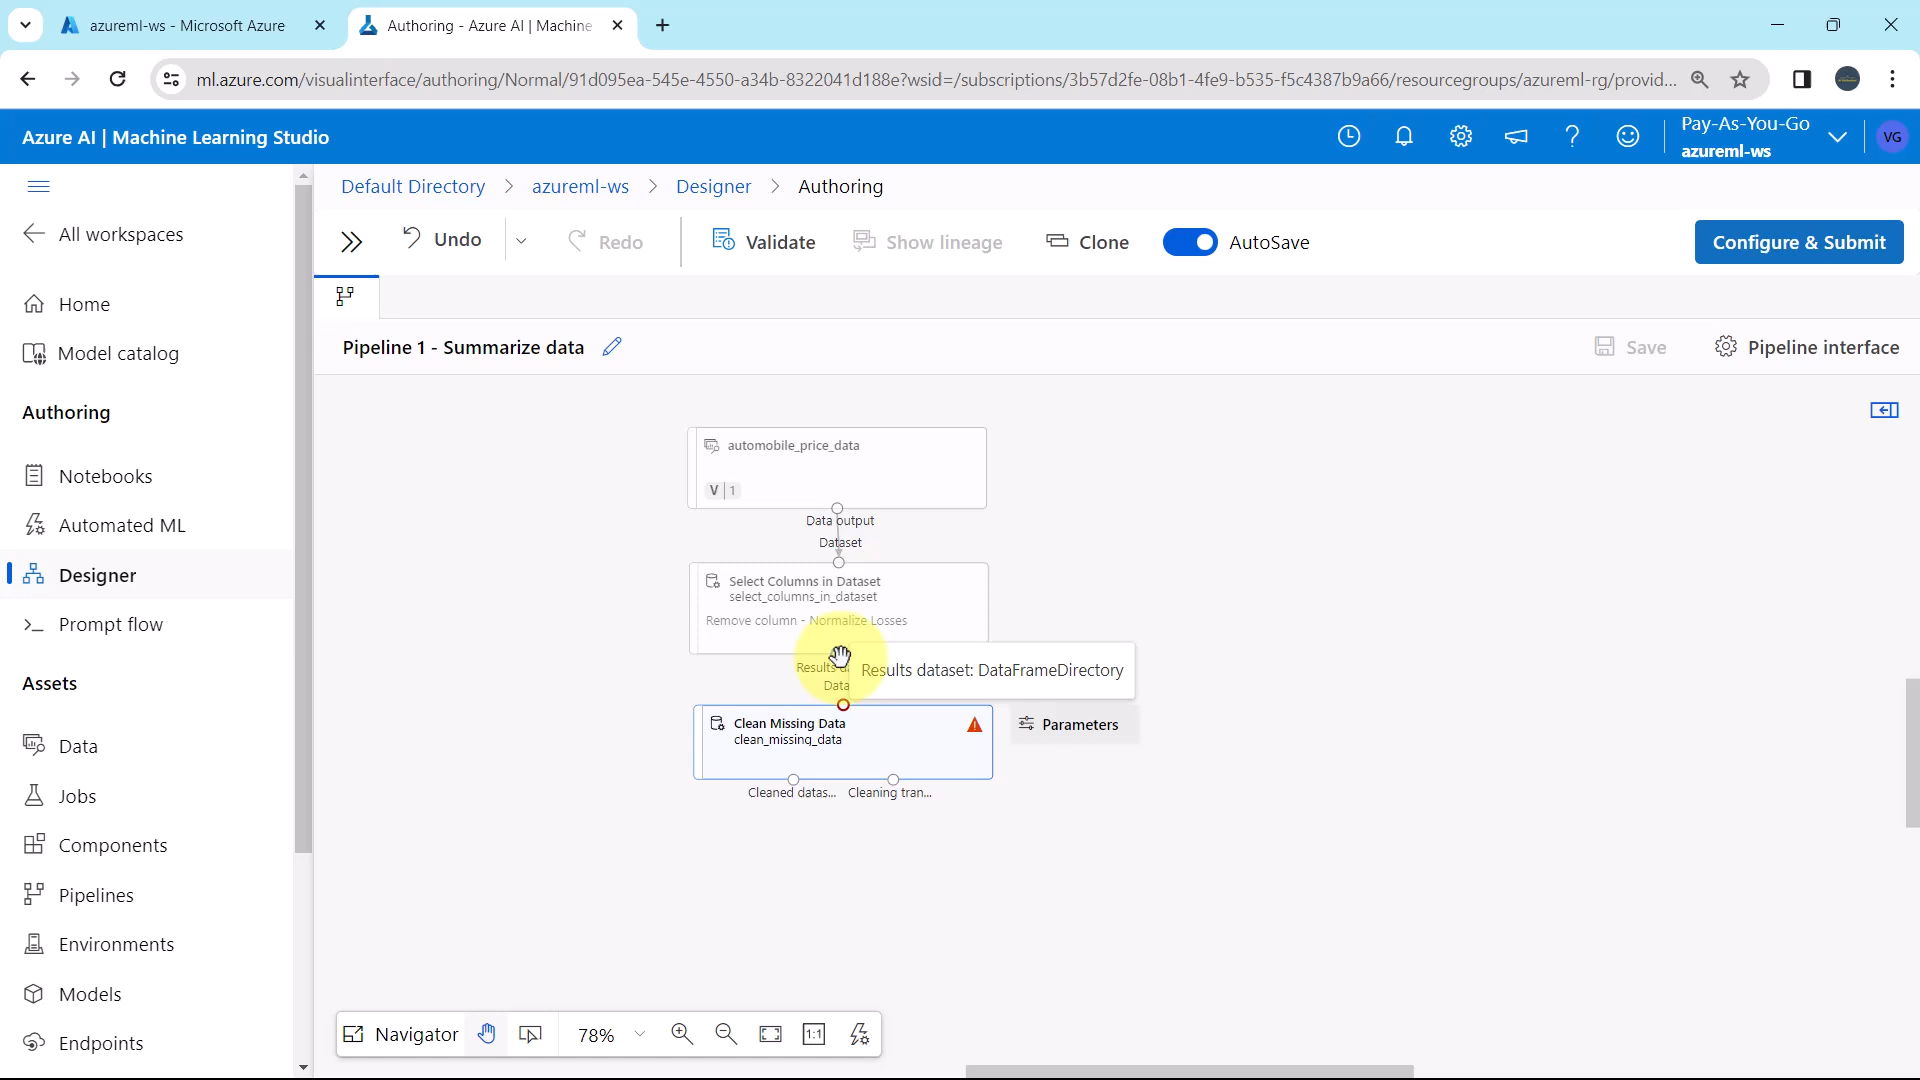 azureml-ws - Microsoft Azure
Authoring - Azure AI | Machine
ml.azure.com/visualinterface/authoring/Normal/91d095ea-545e-4550-a34b-8322041d188e?wsid=/subscriptions/3b57d2fe-08b1-4fe9-b535-f5c4387b9a66/resourcegroups/azureml-rg/provid...
Azure AI | Machine Learning Studio
Pay-As-You-Go
azureml-ws
VG
All workspaces
Home
Model catalog
Authoring
Notebooks
Automated ML
Designer
Prompt flow
Assets
Data
Jobs
Components
Pipelines
Environments
Models
Endpoints
Default Directory > azureml-ws > Designer > Authoring
Undo
Redo
Validate
Show lineage
Clone
AutoSave
Configure & Submit
Pipeline 1 - Summarize data
Save
Pipeline interface
automobile_price_data
V | 1
Data output
Dataset
Select Columns in Dataset
select_columns_in_dataset
Remove column - Normalize Losses
Results d
Data
Results dataset: DataFrameDirectory
Clean Missing Data
clean_missing_data
Parameters
Cleaned datas...
Cleaning tran...
Navigator
78%
1:1